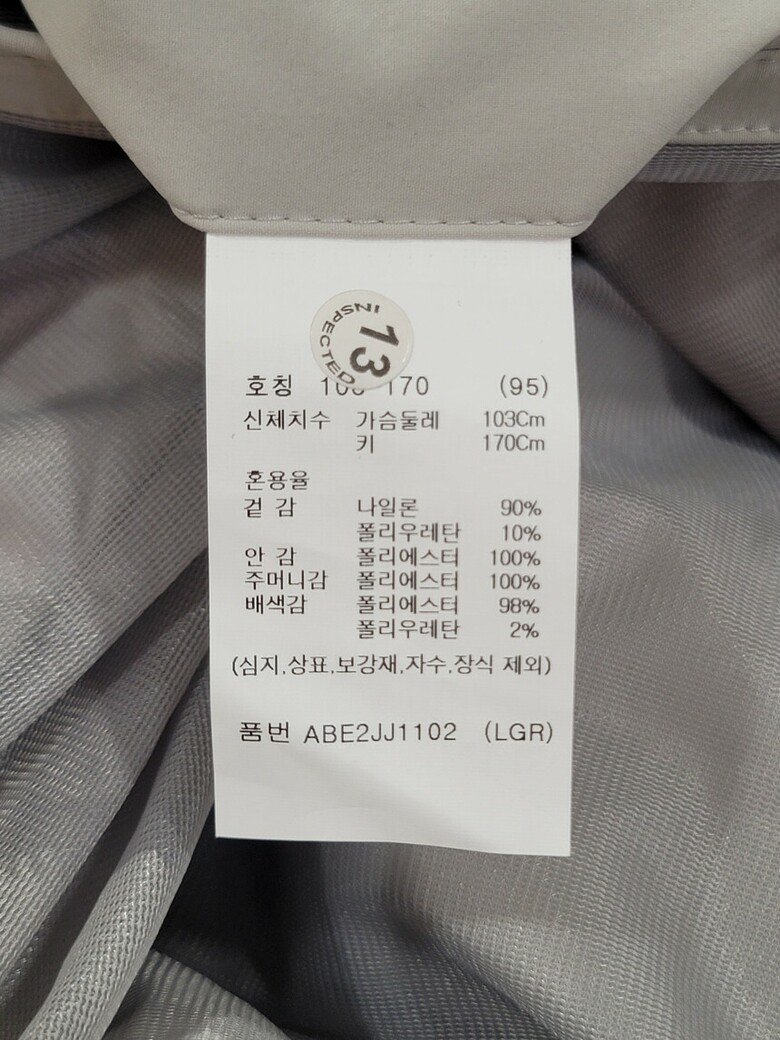 INSPECTED
13
호칭 170 (95)
신체치수 가슴둘레 103Cm
키 170Cm
혼용율
겉 감 나일론 90%
폴리우레탄 10%
안 감 폴리에스터 100%
주머니감 폴리에스터 100%
배색감 폴리에스터 98%
폴리우레탄 2%
(심지,상표,보강재,자수,장식 제외)
품번 ABE2JJ1102 (LGR)